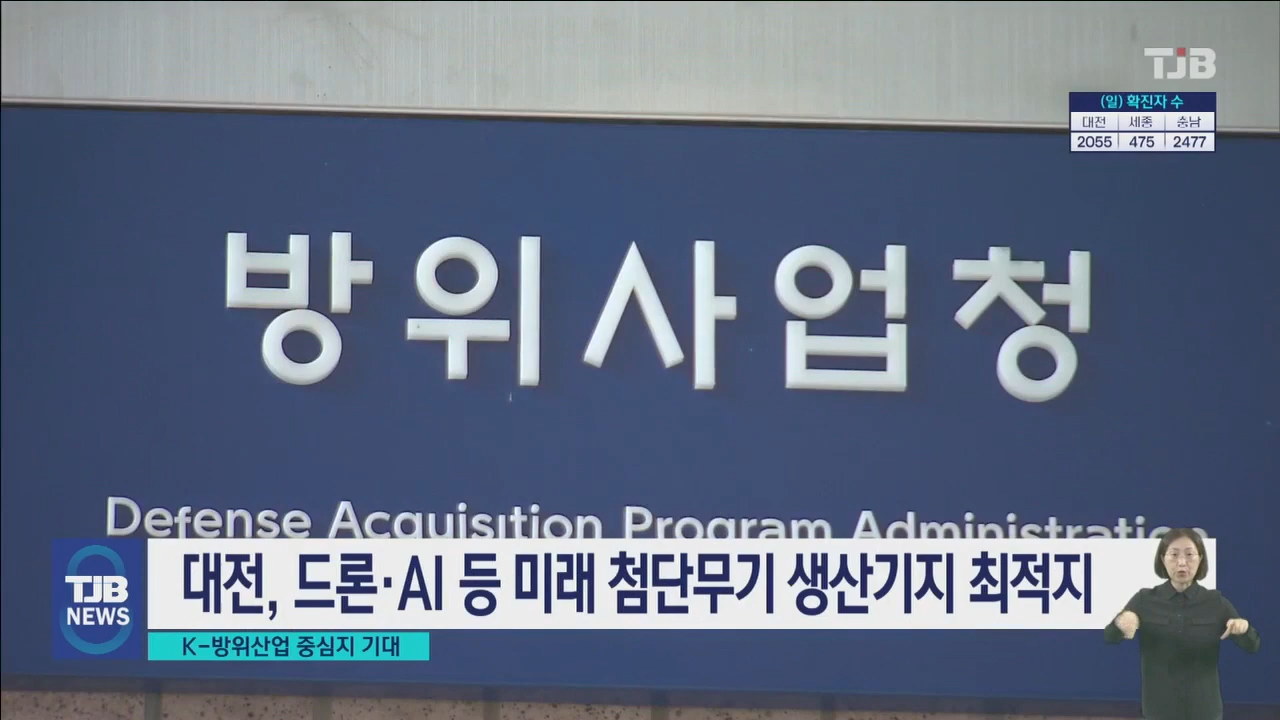 TJB
(일) 확진자 수
대전 세종 충남
2055 475 2477
방위사업청
Defense Acquisition Program Administration
TJB NEWS 8
대전, 드론·AI 등 미래 첨단무기 생산기지 최적지
K-방위산업 중심지 기대